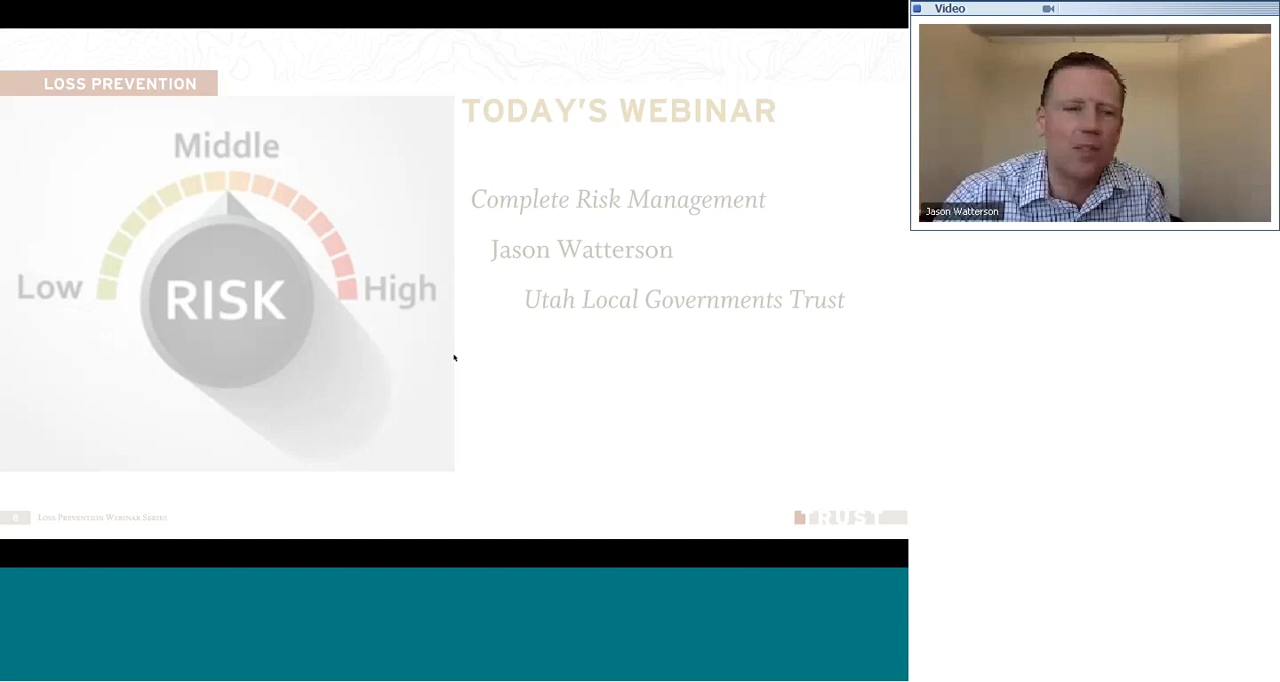 Video
LOSS PREVENTION
TODAY'S WEBINAR
Middle
Low
RISK
High
Complete Risk Management
Jason Watterson
Utah Local Governments Trust
Jason Watterson
6 Loss Prevention Webinar Series
TRUST